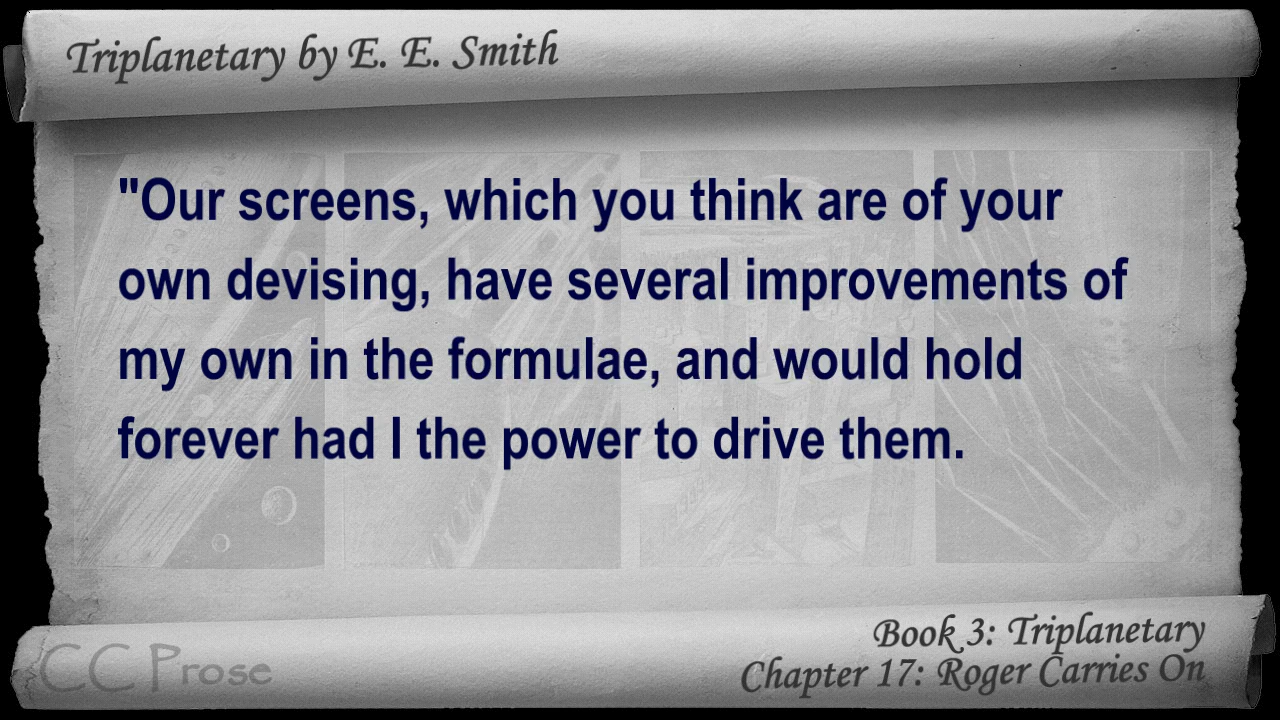 Triplanetary by E. E. Smith
"Our screens, which you think are of your
own devising, have several improvements of
my own in the formulae, and would hold
forever had I the power to drive them.
CC Prose
Book 3: Triplanetary
Chapter 17: Roger Carries On